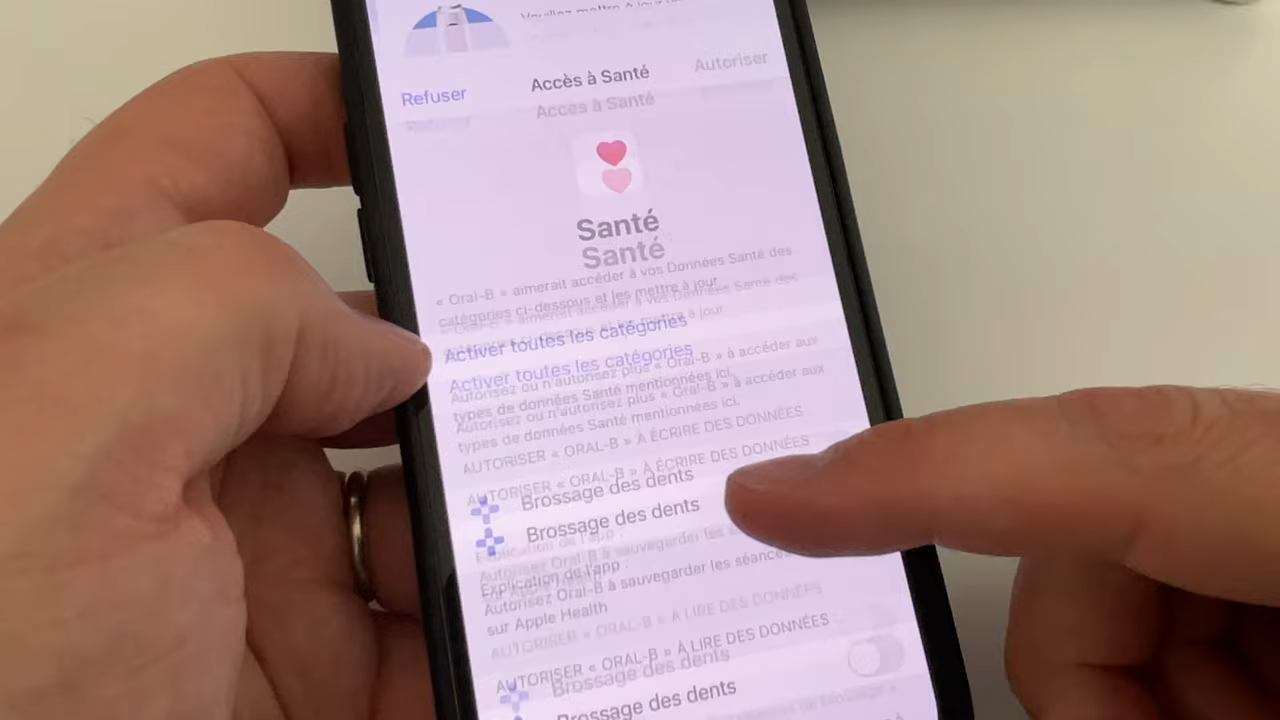 Veuillez mettre à jour
Refuser
Accès à Santé
Autoriser
Santé
« Oral-B » aimerait accéder à vos Données Santé des
catégories ci-dessous et les mettre à jour.
Activer toutes les catégories
Autorisez ou n'autorisez plus « Oral-B » à accéder aux
types de données Santé mentionnées ici.
AUTORISER « ORAL-B » À ÉCRIRE DES DONNÉES
Brossage des dents
Explication de l'app :
Autorisez Oral-B à sauvegarder les séances
sur Apple Health
AUTORISER « ORAL-B » À LIRE DES DONNÉES
Brossage des dents